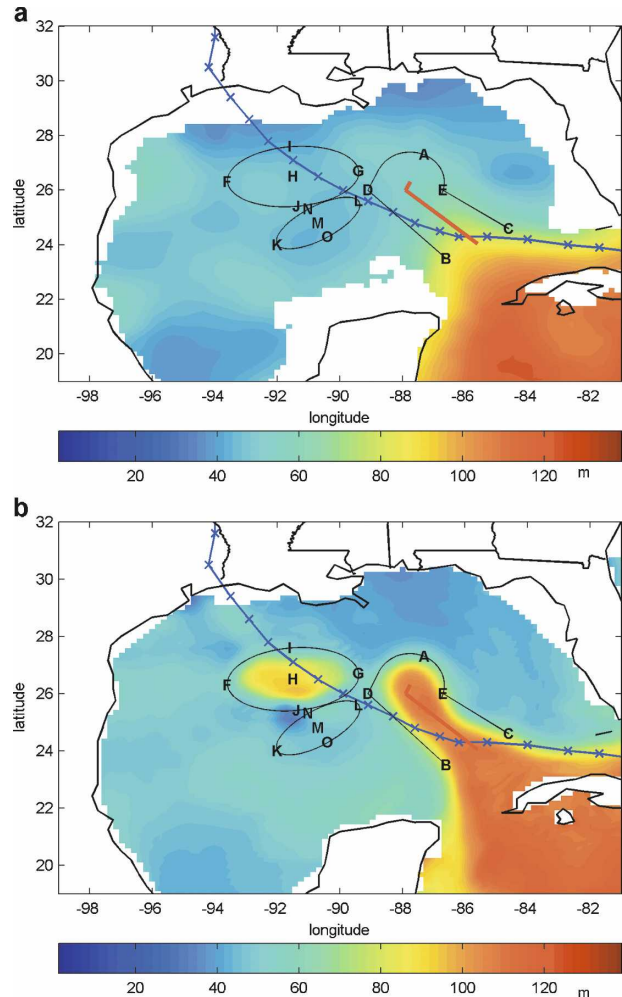 a
32
30
28
26
24
22
20
latitude
I
A
F
H
G
D
E
J
N
L
M
C
K
O
B
-98
-96
-94
-92
-90
-88
-86
-84
-82
longitude
20
40
60
80
100
120
m
b
32
30
28
26
24
22
20
latitude
I
A
F
H
G
D
E
J
N
L
M
C
K
O
B
-98
-96
-94
-92
-90
-88
-86
-84
-82
longitude
20
40
60
80
100
120
m